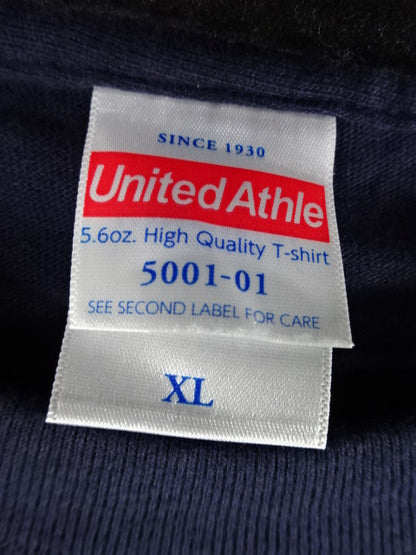 SINCE 1930
United Athle
5.6oz. High Quality T-shirt
5001-01
SEE SECOND LABEL FOR CARE
XL